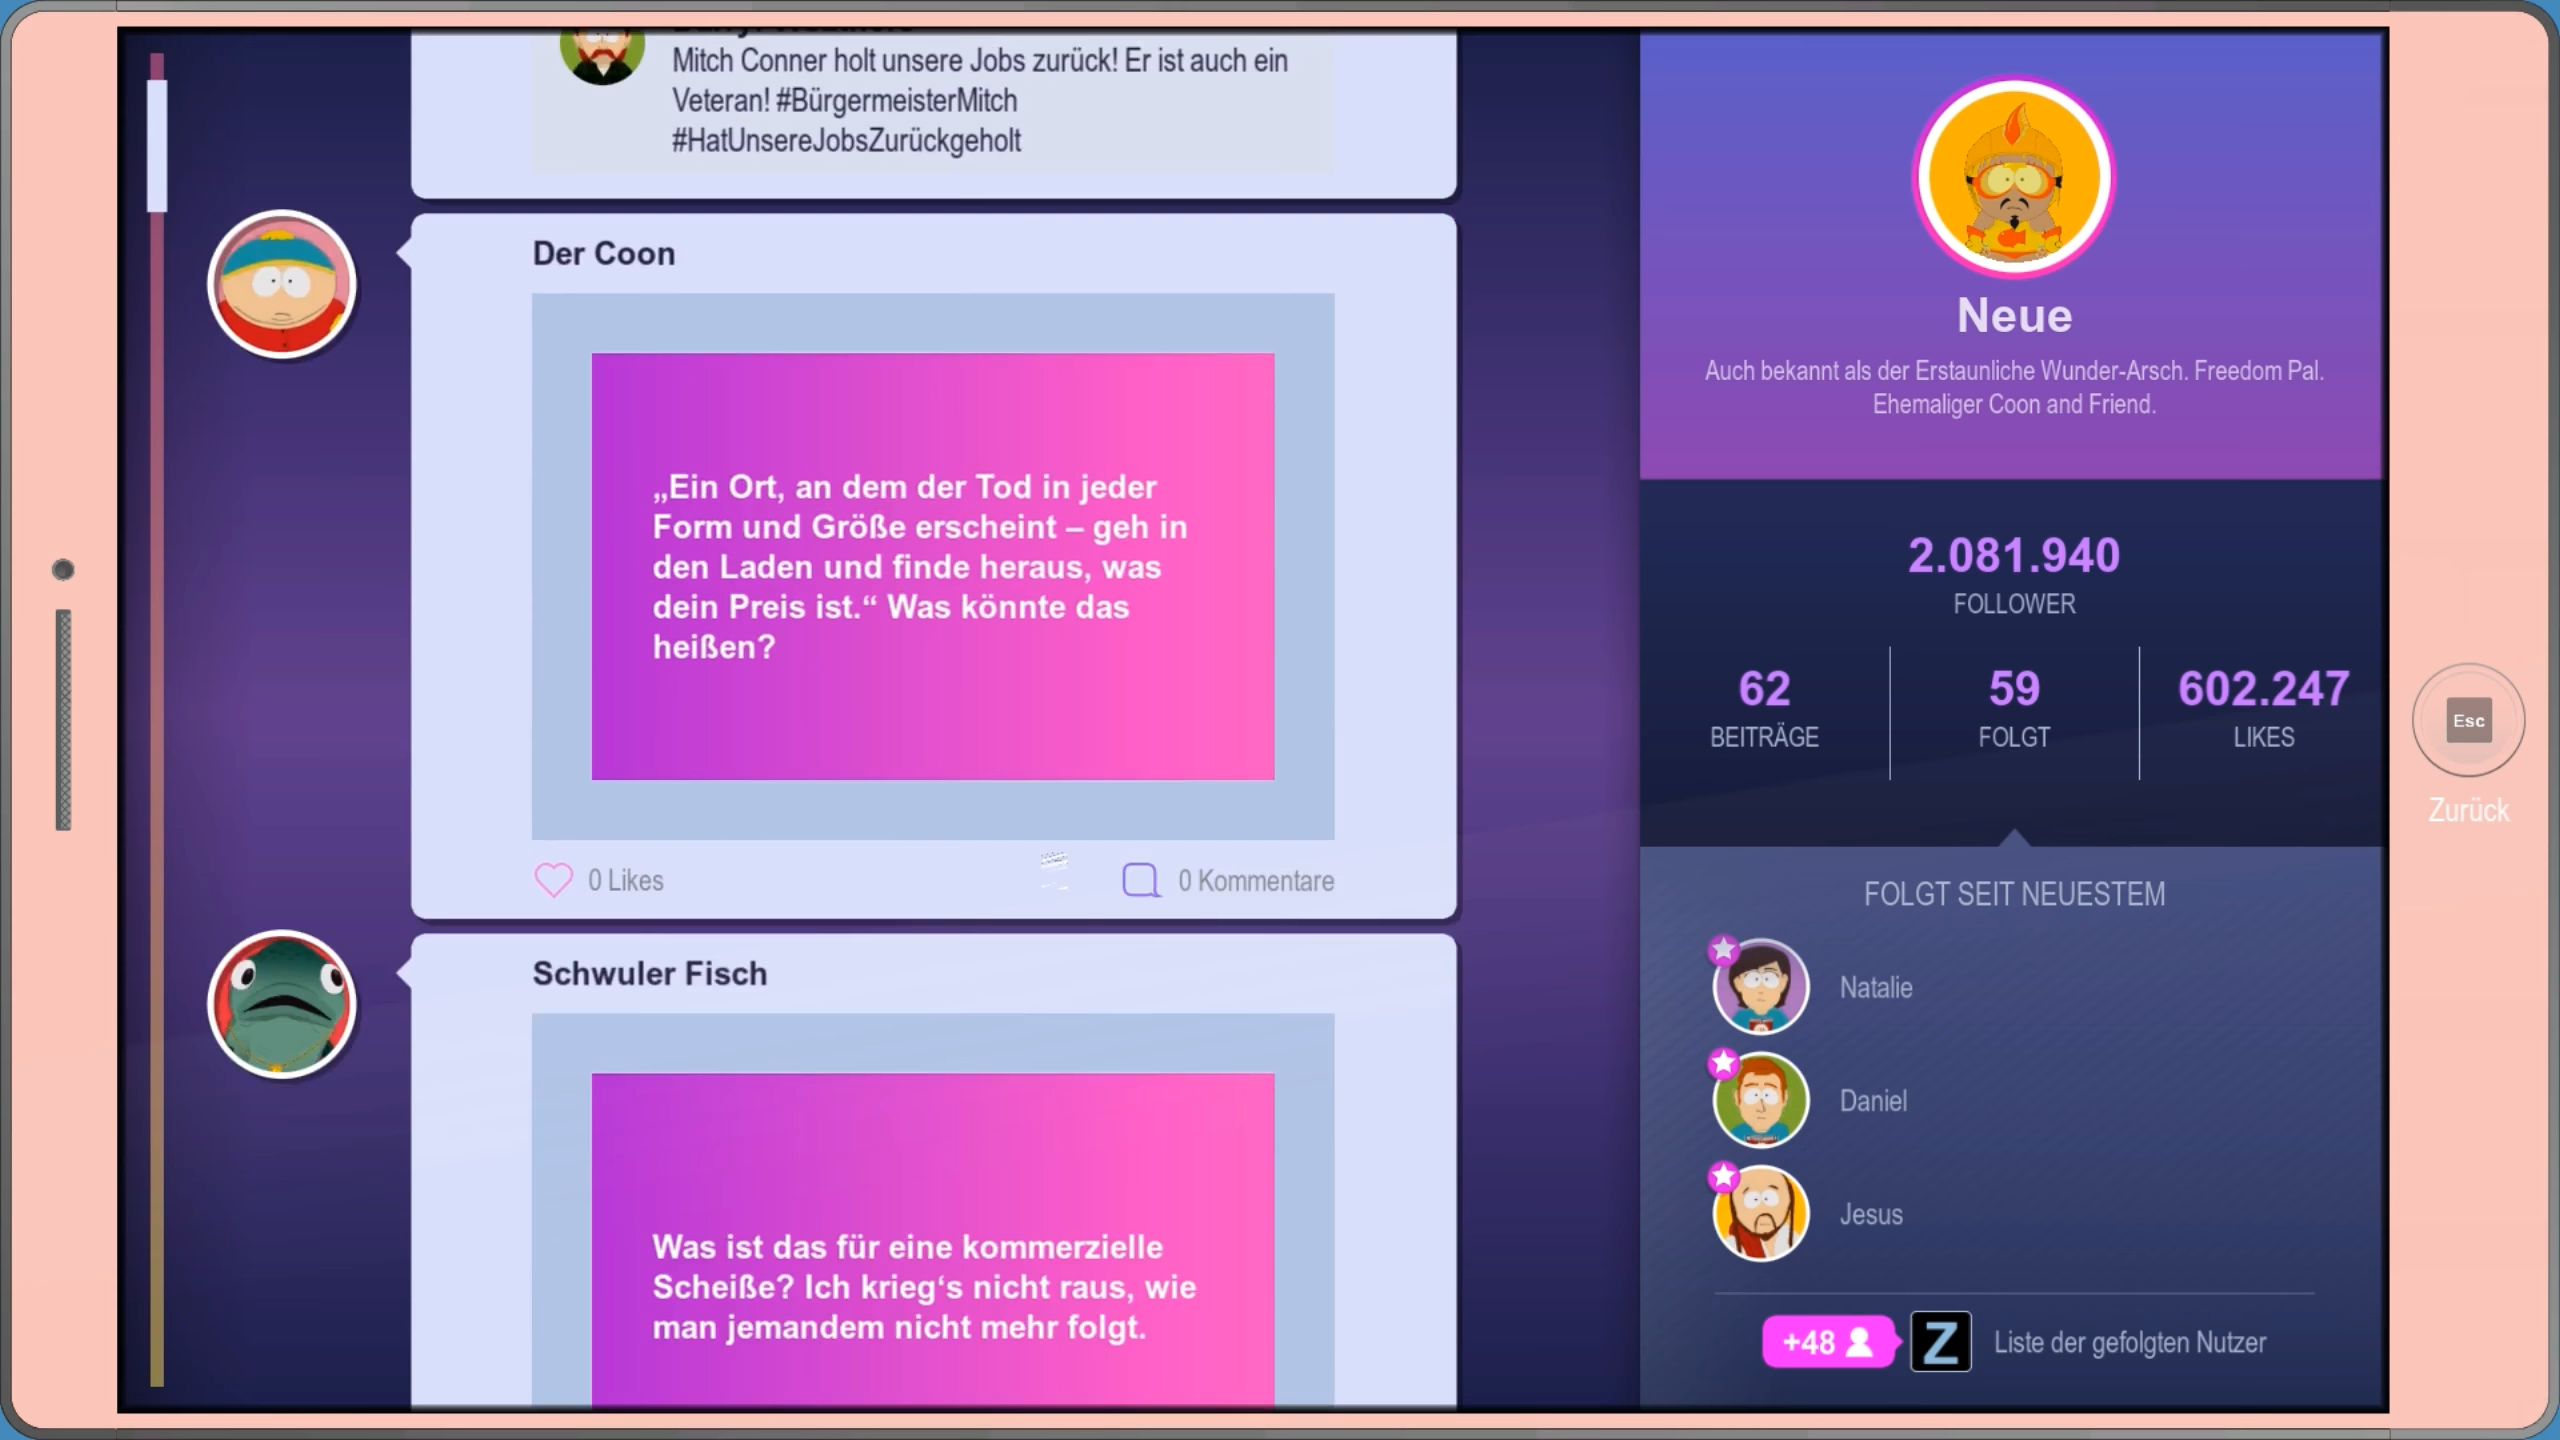 Mitch Conner holt unsere Jobs zurück! Er ist auch ein
Veteran! #BürgermeisterMitch
#HatUnsereJobsZurückgeholt
Der Coon
„Ein Ort, an dem der Tod in jeder
Form und Größe erscheint – geh in
den Laden und finde heraus, was
dein Preis ist.“ Was könnte das
heißen?
0 Likes
0 Kommentare
Schwuler Fisch
Was ist das für eine kommerzielle
Scheiße? Ich krieg‘s nicht raus, wie
man jemandem nicht mehr folgt.
Neue
Auch bekannt als der Erstaunliche Wunder-Arsch. Freedom Pal.
Ehemaliger Coon and Friend.
2.081.940
FOLLOWER
62
BEITRÄGE
59
FOLGT
602.247
LIKES
FOLGT SEIT NEUESTEM
Natalie
Daniel
Jesus
+48
Z
Liste der gefolgten Nutzer
Esc
Zurück